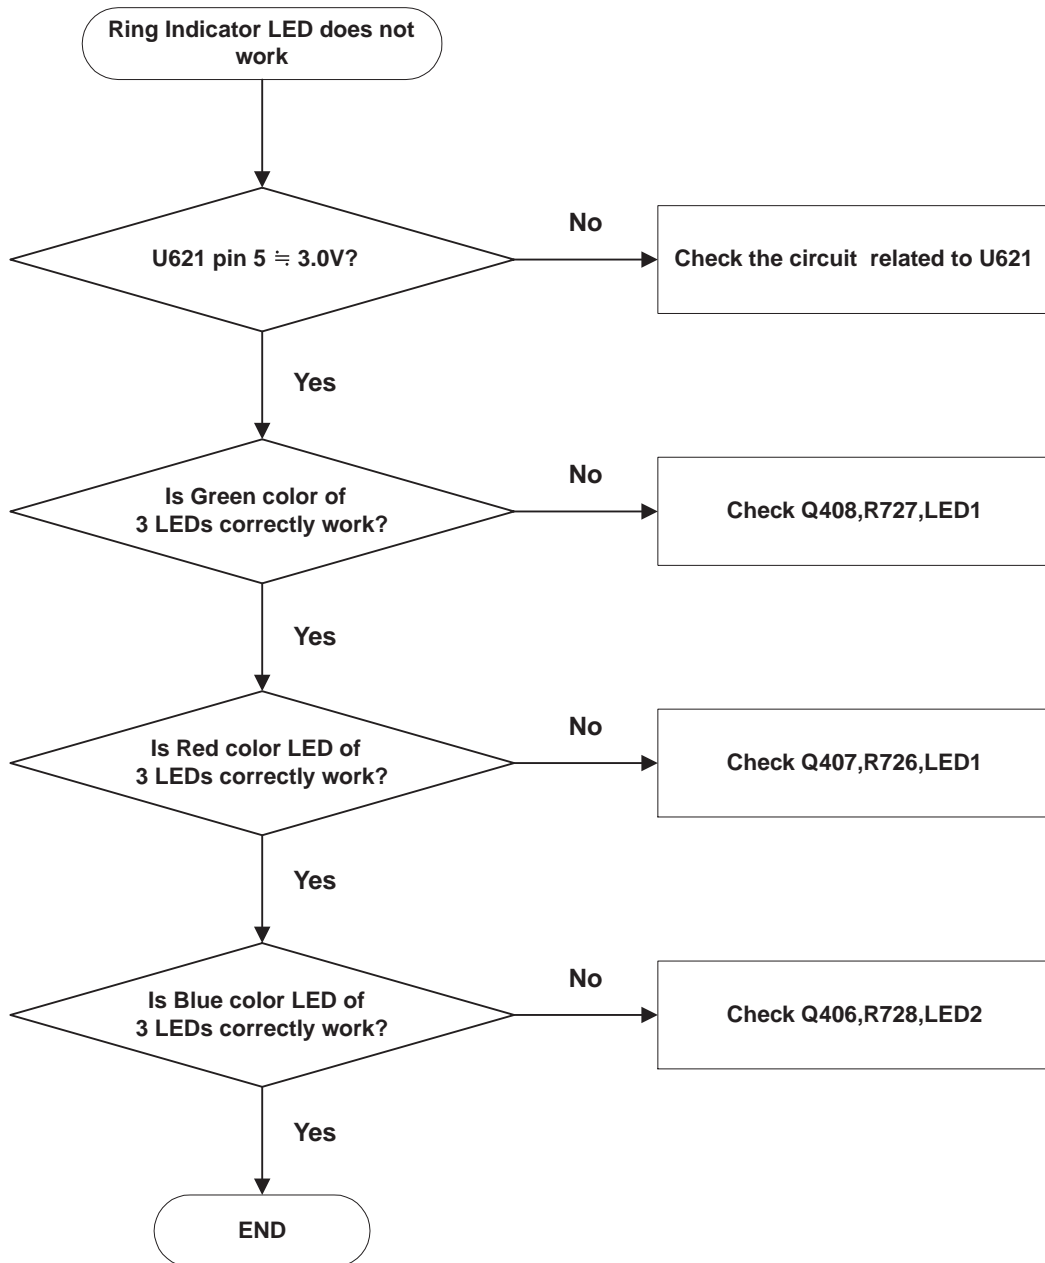 Ring Indicator LED does not
work
U621 pin 5 ≒ 3.0V?
No
Check the circuit related to U621
Yes
Is Green color of
3 LEDs correctly work?
No
Check Q408,R727,LED1
Yes
Is Red color LED of
3 LEDs correctly work?
No
Check Q407,R726,LED1
Yes
Is Blue color LED of
3 LEDs correctly work?
No
Check Q406,R728,LED2
Yes
END